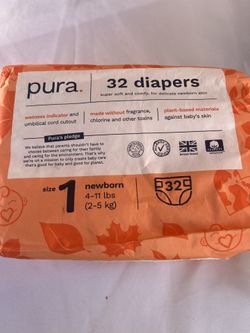 pura.
32 diapers
super soft and comfy, for delicate newborn skin
wetness indicator and
umbilical cord cutout
made without fragrance,
chlorine and other toxins
plant-based materials
against baby's skin
Pura's pledge
We believe that parents shouldn't have to
choose between caring for their family
and caring for the environment. That's why
we're on a mission to only create baby care
that's good for baby and for planet.
size 1
newborn
4-11 lbs
(2-5 kg)
32